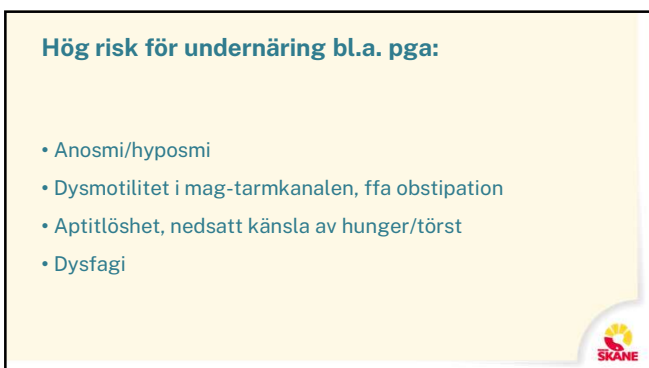 Hög risk för undernäring bl.a. pga:
• Anosmi/hyposmi
• Dysmotilitet i mag-tarmkanalen, ffa obstipation
• Aptitlöshet, nedsatt känsla av hunger/törst
• Dysfagi
SKÅNE